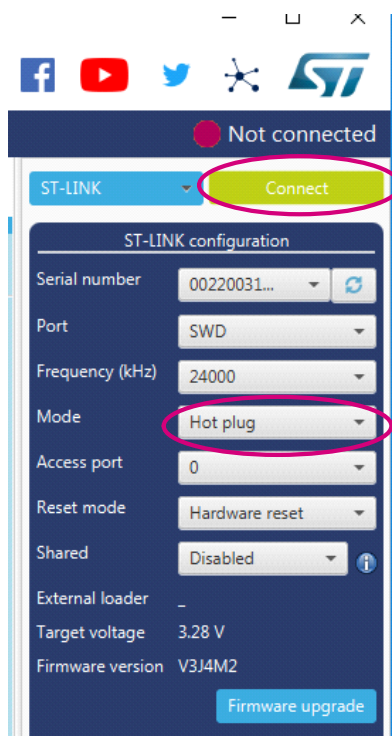 Not connected
ST-LINK Connect
ST-LINK configuration
Serial number 00220031...
Port SWD
Frequency (kHz) 24000
Mode Hot plug
Access port 0
Reset mode Hardware reset
Shared Disabled
External loader _
Target voltage 3.28 V
Firmware version V3J4M2
Firmware upgrade